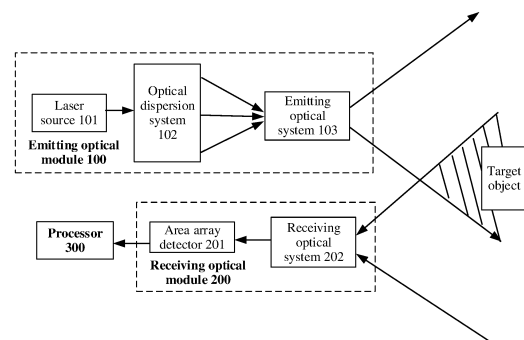 Laser
source 101
Optical
dispersion
system
102
Emitting
optical
system 103
Emitting optical
module 100
Target
object
Processor
300
Area array
detector 201
Receiving
optical
system 202
Receiving optical
module 200